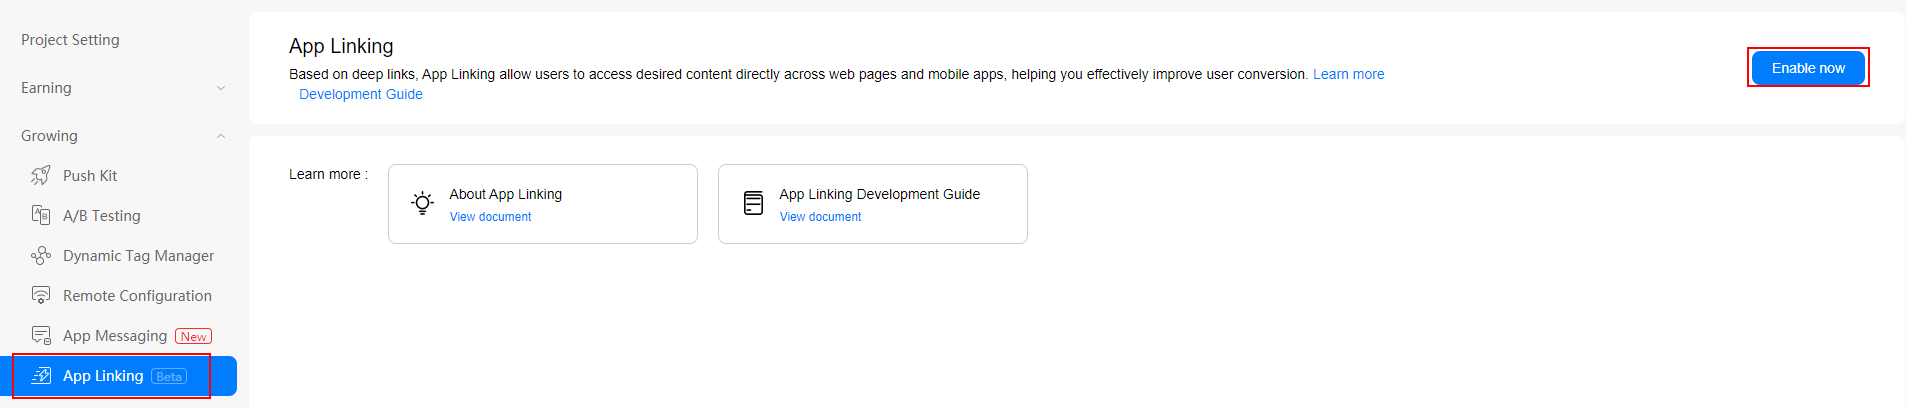 Project Setting
Earning
Growing
Push Kit
A/B Testing
Dynamic Tag Manager
Remote Configuration
App Messaging New
App Linking Beta
App Linking
Based on deep links, App Linking allow users to access desired content directly across web pages and mobile apps, helping you effectively improve user conversion. Learn more
Development Guide
Enable now
Learn more :
About App Linking
View document
App Linking Development Guide
View document